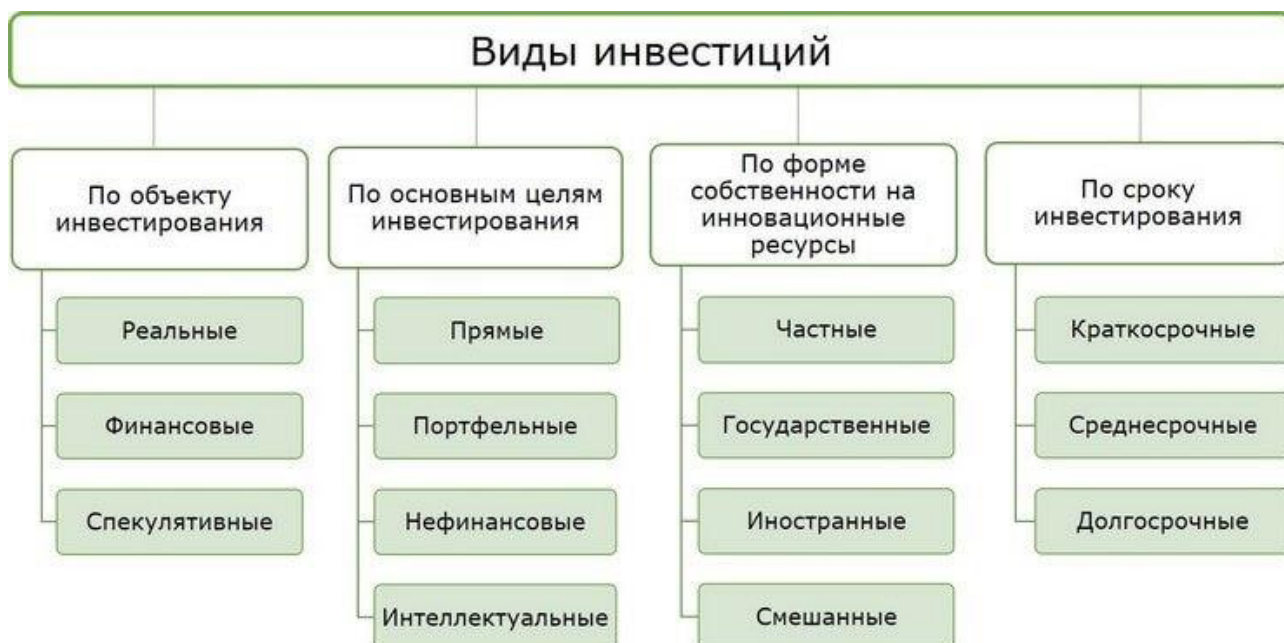 Виды инвестиций
По объекту
инвестирования
Реальные
Финансовые
Спекулятивные
По основным целям
инвестирования
Прямые
Портфельные
Нефинансовые
Интеллектуальные
По форме
собственности на
инновационные
ресурсы
Частные
Государственные
Иностранные
Смешанные
По сроку
инвестирования
Краткосрочные
Среднесрочные
Долгосрочные